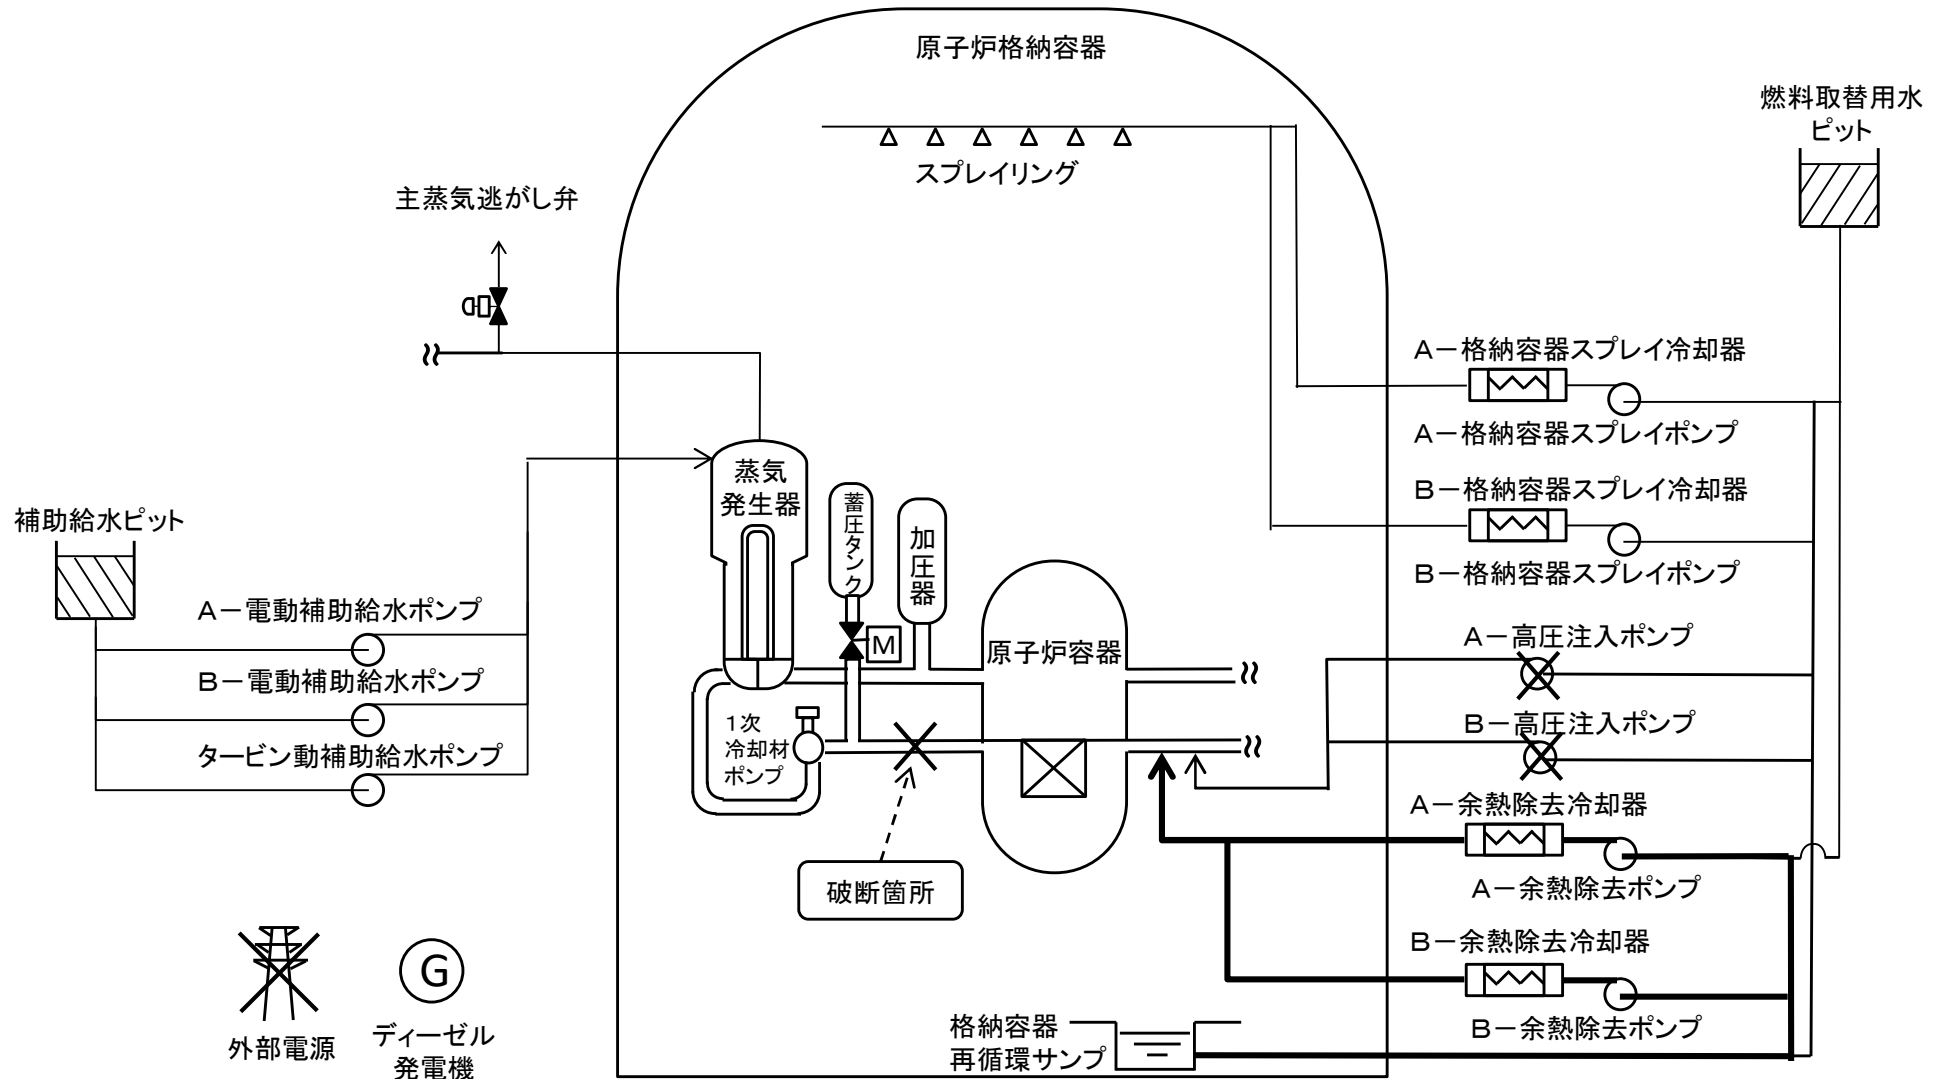 原子炉格納容器
燃料取替用水
ピット
スプレイリング
主蒸気逃がし弁
A－格納容器スプレイ冷却器
A－格納容器スプレイポンプ
B－格納容器スプレイ冷却器
B－格納容器スプレイポンプ
蒸気
発生器
蓄圧タンク
加圧器
補助給水ピット
A－電動補助給水ポンプ
B－電動補助給水ポンプ
タービン動補助給水ポンプ
M
原子炉容器
A－高圧注入ポンプ
B－高圧注入ポンプ
1次
冷却材
ポンプ
A－余熱除去冷却器
A－余熱除去ポンプ
破断箇所
B－余熱除去冷却器
B－余熱除去ポンプ
G
外部電源
ディーゼル
発電機
格納容器
再循環サンプ